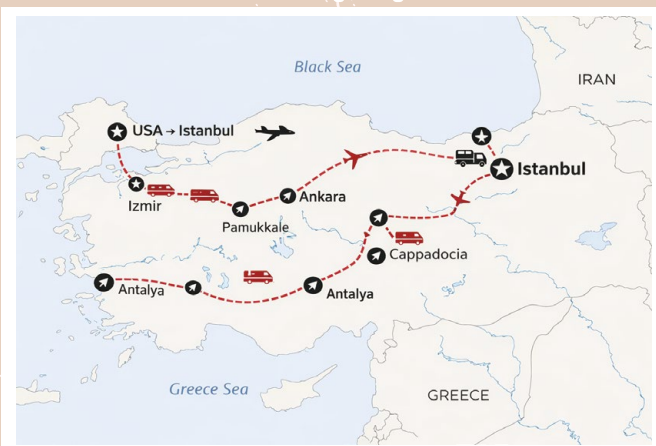 Black Sea
IRAN
USA → Istanbul
Istanbul
Izmir
Ankara
Pamukkale
Cappadocia
Antalya
Antalya
Greece Sea
GREECE